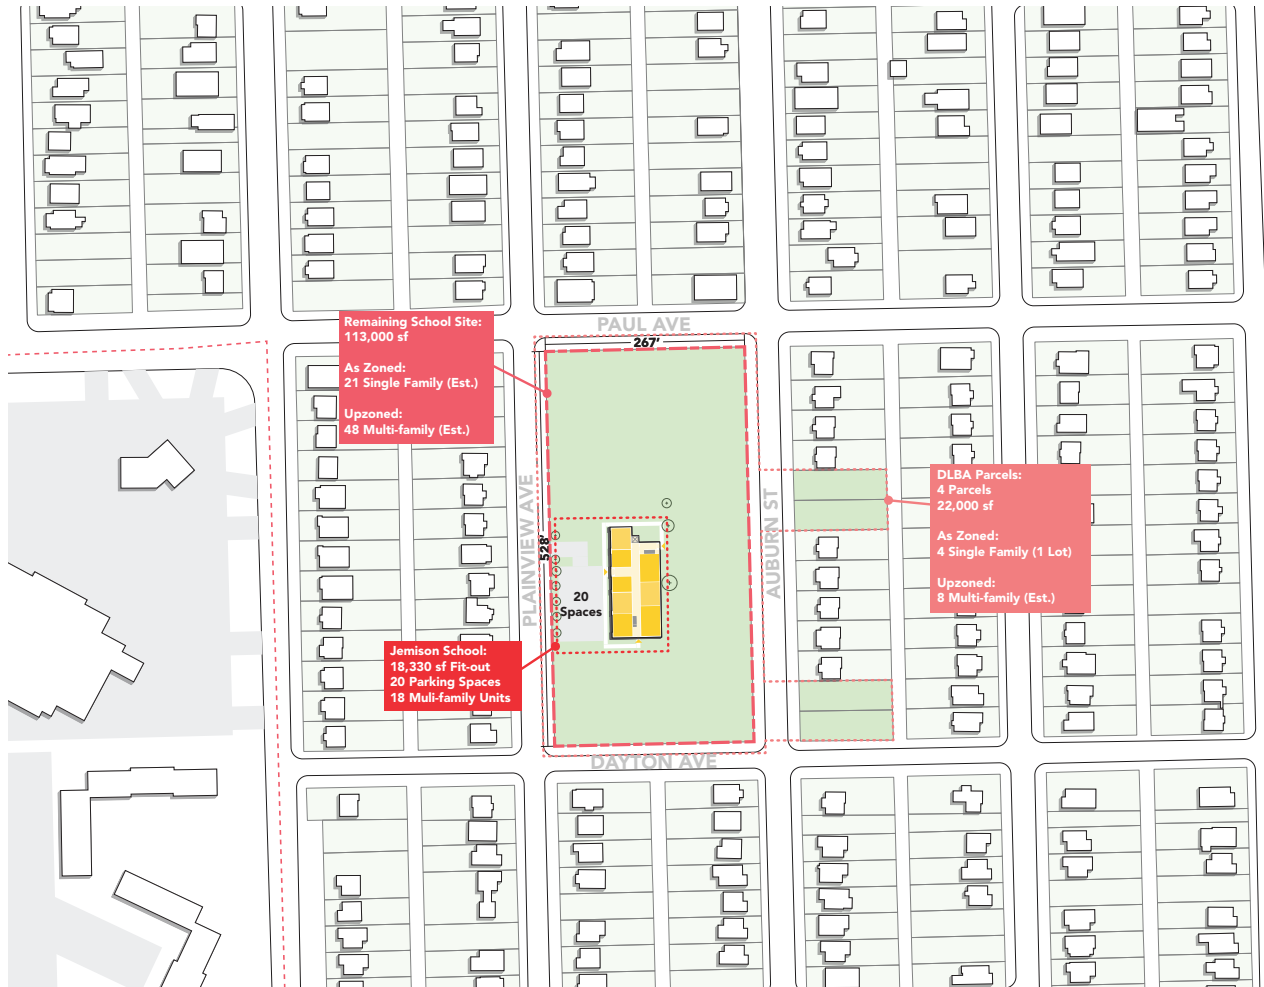 Remaining School Site:
113,000 sf
As Zoned:
21 Single Family (Est.)
Upzoned:
48 Multi-family (Est.)
PAUL AVE
267’
PLAINVIEW AVE
528’
AUBURN ST
20
Spaces
DLBA Parcels:
4 Parcels
22,000 sf
As Zoned:
4 Single Family (1 Lot)
Upzoned:
8 Multi-family (Est.)
Jemison School:
18,330 sf Fit-out
20 Parking Spaces
18 Muli-family Units
DAYTON AVE